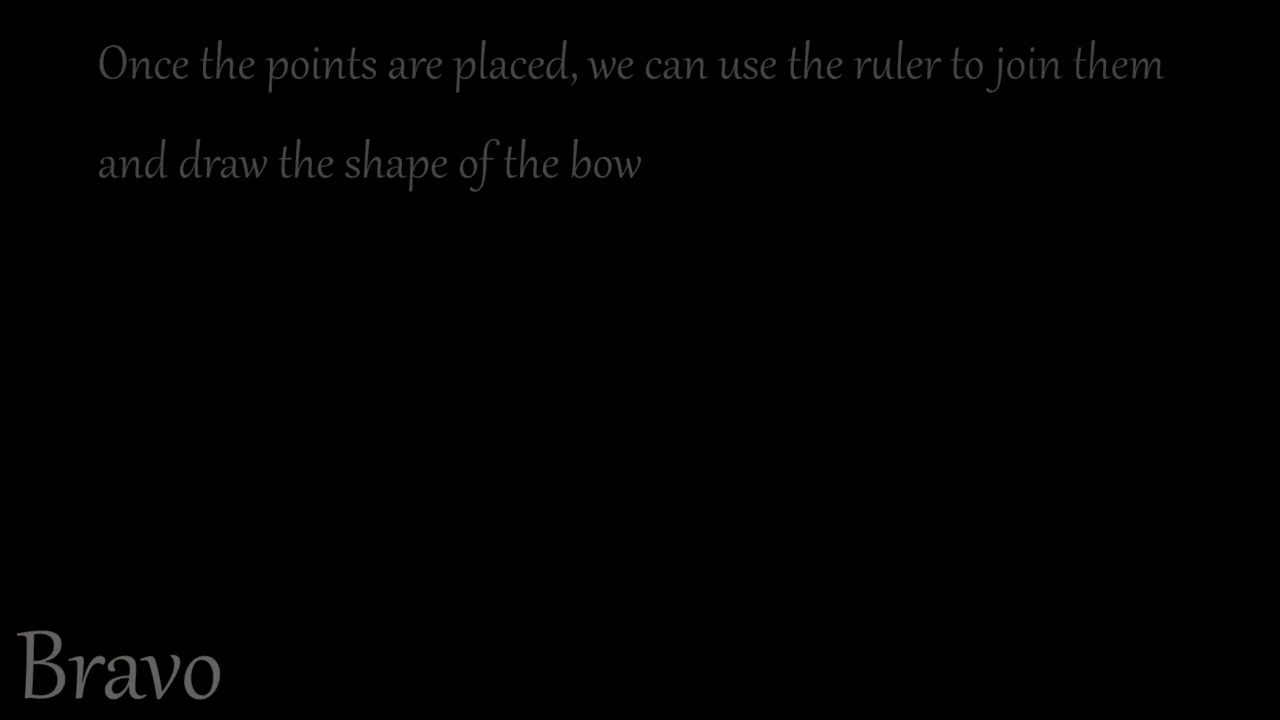 Once the points are placed, we can use the ruler to join them
and draw the shape of the bow
Bravo